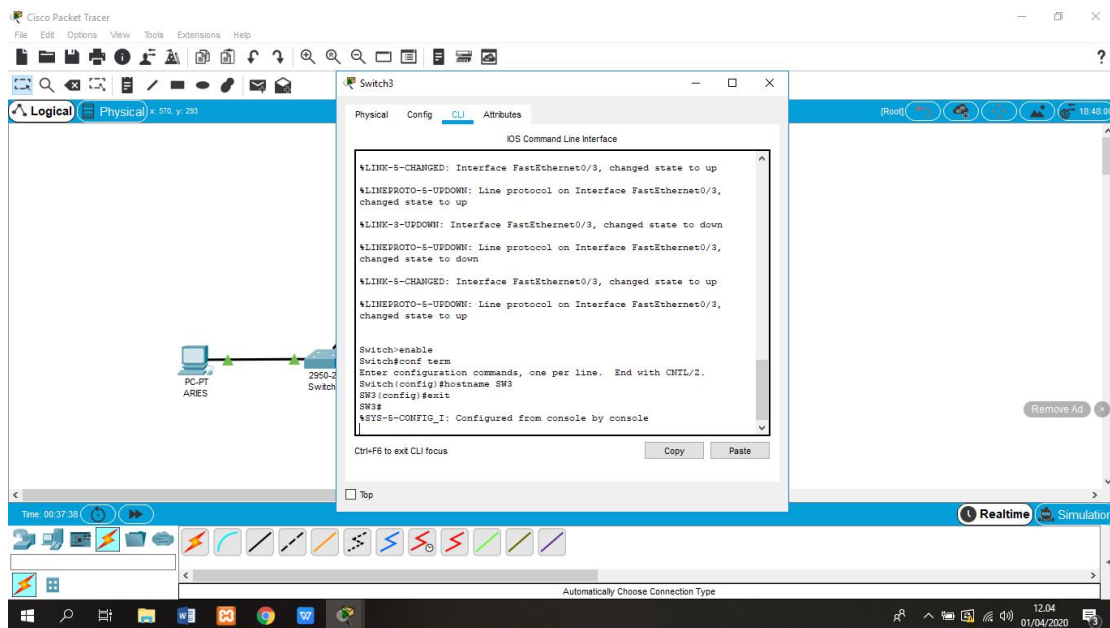 Cisco Packet Tracer
File Edit Options View Tools Extensions Help
?
Logical Physical x: 570, y: 293
[Root] 18:48:00
Switch3
Physical Config CLI Attributes
IOS Command Line Interface
%LINK-5-CHANGED: Interface FastEthernet0/3, changed state to up
%LINEPROTO-5-UPDOWN: Line protocol on Interface FastEthernet0/3,
changed state to up
%LINK-3-UPDOWN: Interface FastEthernet0/3, changed state to down
%LINEPROTO-5-UPDOWN: Line protocol on Interface FastEthernet0/3,
changed state to down
%LINK-5-CHANGED: Interface FastEthernet0/3, changed state to up
%LINEPROTO-5-UPDOWN: Line protocol on Interface FastEthernet0/3,
changed state to up
Switch>enable
Switch#conf term
Enter configuration commands, one per line. End with CNTL/Z.
Switch(config)#hostname SW3
SW3(config)#exit
SW3#
%SYS-5-CONFIG_I: Configured from console by console
Ctrl+F6 to exit CLI focus
Copy Paste
Top
PC-PT
ARIES
2950-2
Switch
Remove Ad
Time: 00:37:38
Realtime Simulation
Automatically Choose Connection Type
12.04
01/04/2020
3